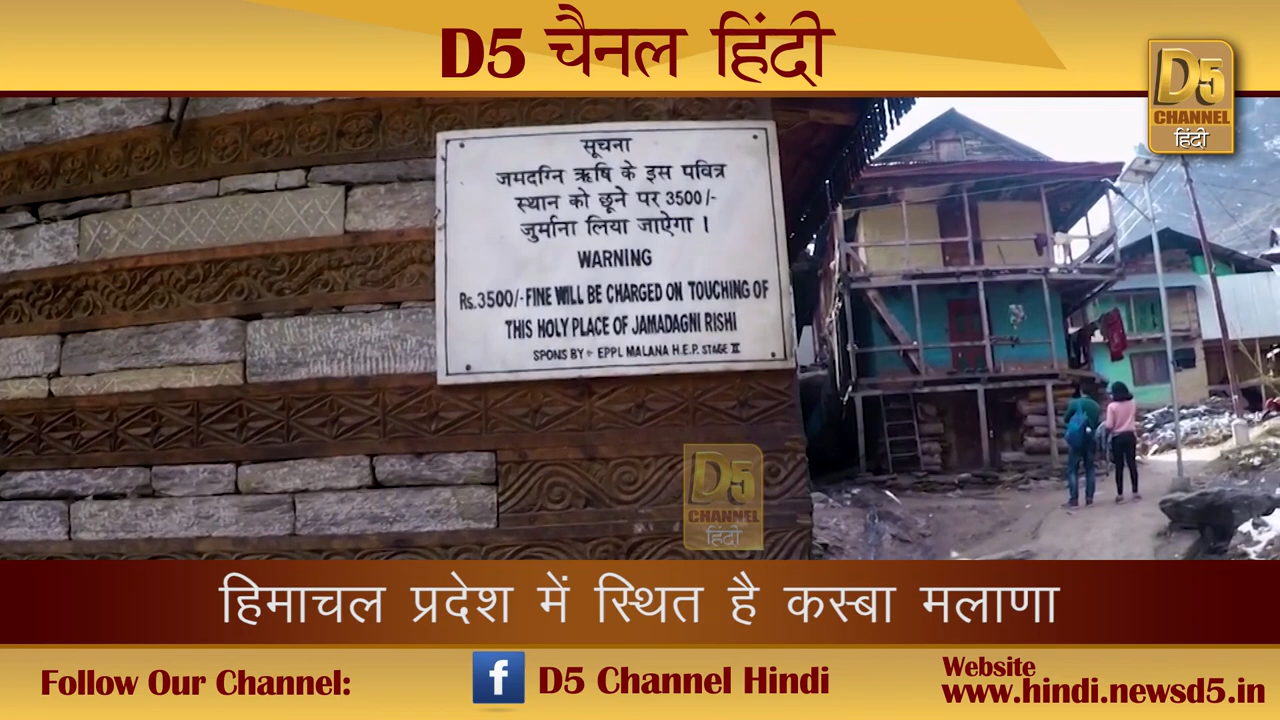 D5 चैनल हिंदी
D5
CHANNEL
हिंदी
सूचना
जमदग्नि ऋषि के इस पवित्र
स्थान को छूने पर 3500/-
जुर्माना लिया जाऐगा ।
WARNING
Rs.3500/- FINE WILL BE CHARGED ON TOUCHING OF
THIS HOLY PLACE OF JAMADAGNI RISHI
SPONS BY :- EPPL MALANA H.E.P. STAGE II
D5
CHANNEL
हिंदी
हिमाचल प्रदेश में स्थित है कस्बा मलाणा
Follow Our Channel:
f D5 Channel Hindi
Website
www.hindi.newsd5.in